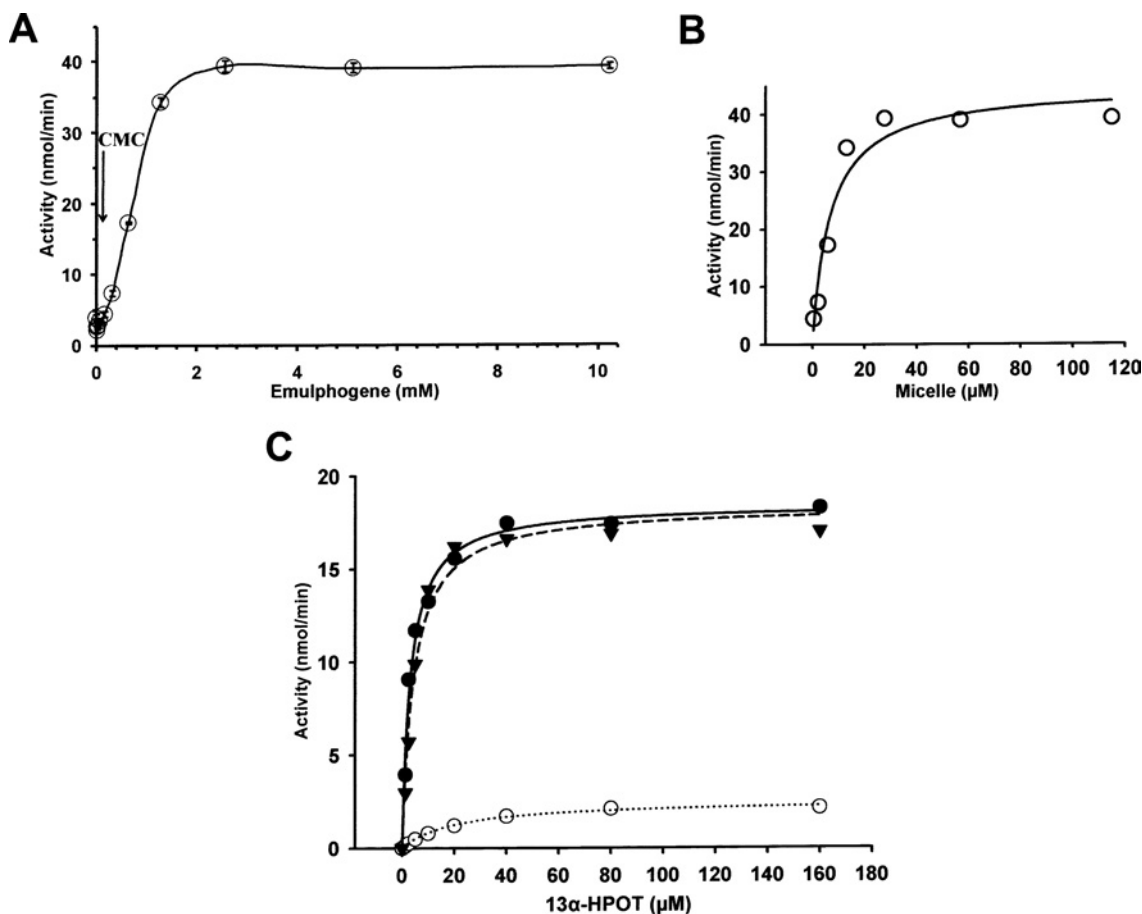 A
Activity (nmol/min)
50
40
30
20
10
0
CMC
0 2 4 6 8 10
Emulphogene (mM)
B
Activity (nmol/min)
40
30
20
10
0
0 20 40 60 80 100 120
Micelle (µM)
C
Activity (nmol/min)
20
15
10
5
0
0 20 40 60 80 100 120 140 160 180
13α-HPOT (µM)